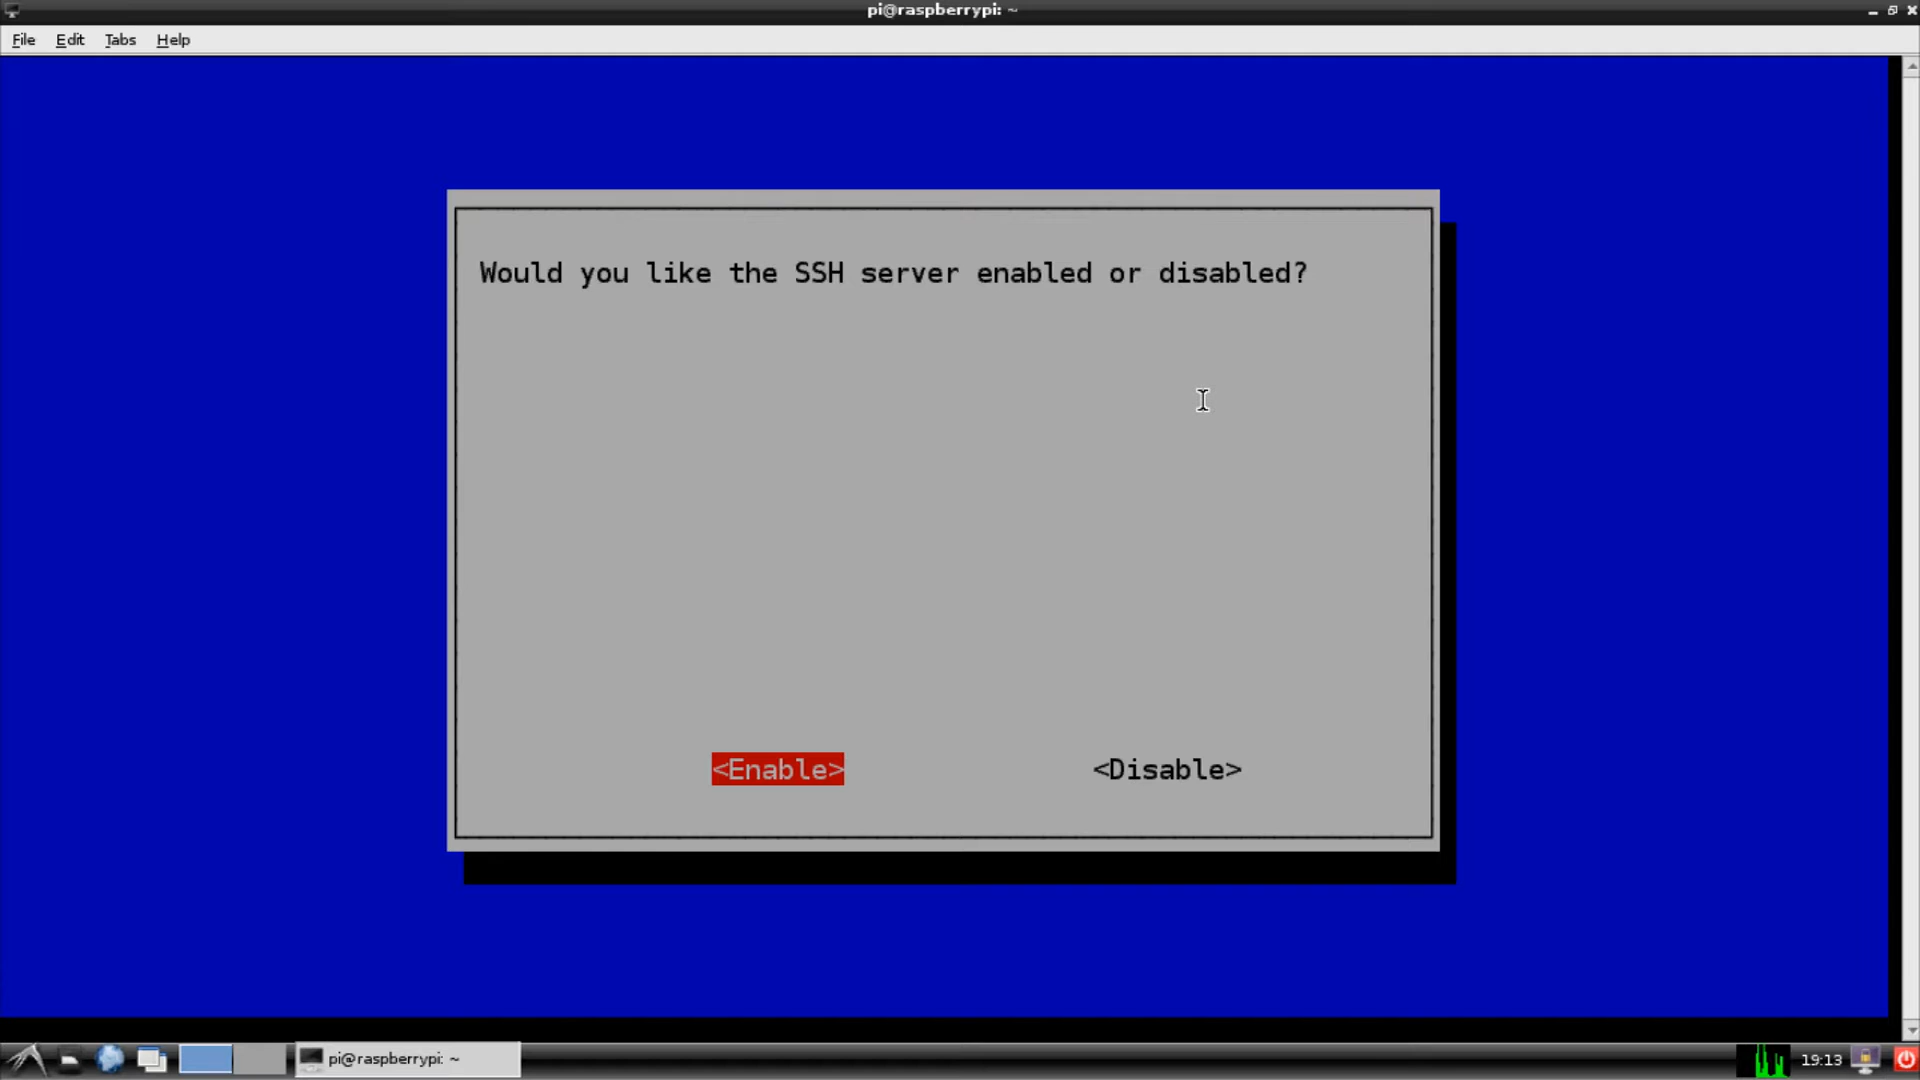 pi@raspberrypi: ~
File Edit Tabs Help
Would you like the SSH server enabled or disabled?
<Enable> <Disable>
pi@raspberrypi: ~
19:13